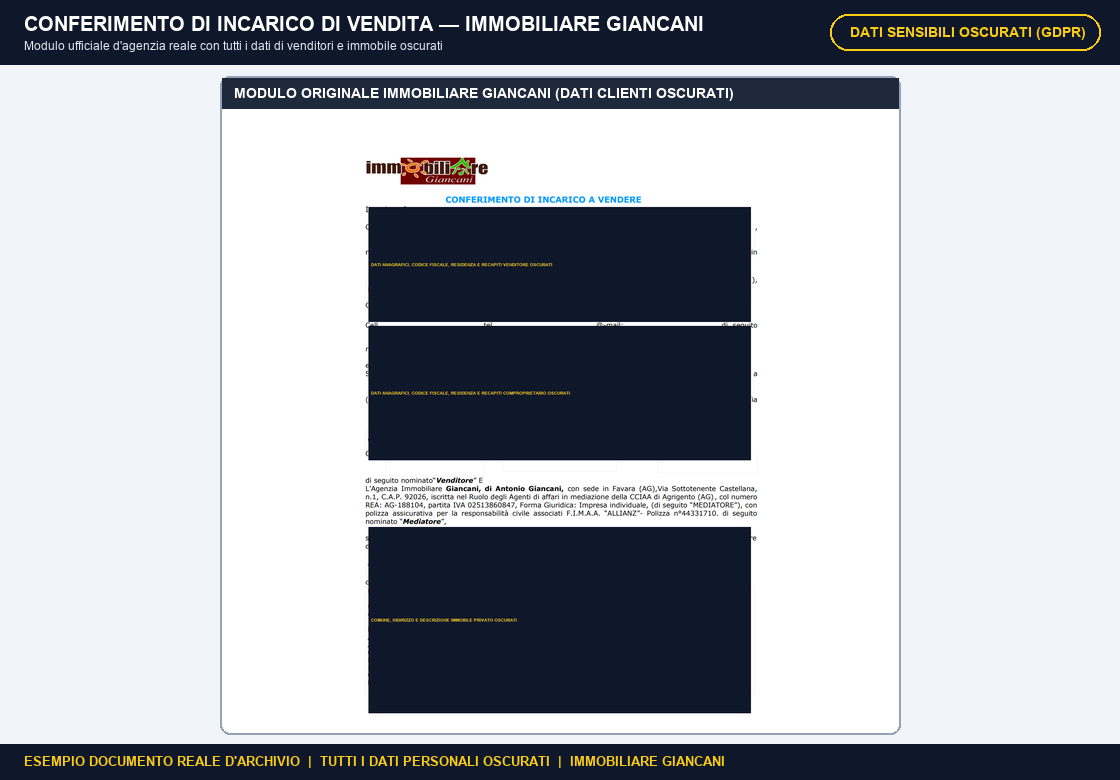 CONFERIMENTO DI INCARICO DI VENDITA — IMMOBILIARE GIANCANI
Modulo ufficiale d'agenzia reale con tutti i dati di venditori e immobile oscurati
DATI SENSIBILI OSCURATI (GDPR)
MODULO ORIGINALE IMMOBILIARE GIANCANI (DATI CLIENTI OSCURATI)
immobiliare
Giancani
CONFERIMENTO DI INCARICO A VENDERE
DATI ANAGRAFICI, CODICE FISCALE, RESIDENZA E RECAPITI VENDITORE OSCURATI
Cell tel @-mail: di seguito
DATI ANAGRAFICI, CODICE FISCALE, RESIDENZA E RECAPITI COMPROPRIETARIO OSCURATI
di seguito nominato"Venditore" E
L'Agenzia Immobiliare Giancani, di Antonio Giancani, con sede in Favara (AG),Via Sottotenente Castellana,
n.1, C.A.P. 92026, iscritta nel Ruolo degli Agenti di affari in mediazione della CCIAA di Agrigento (AG), col numero
REA: AG-188104, partita IVA 02513860847, Forma Giuridica: Impresa individuale, (di seguito "MEDIATORE"), con
polizza assicurativa per la responsabilità civile associati F.I.M.A.A. "ALLIANZ"- Polizza n°44331710. di seguito
nominato "Mediatore",
COMUNE, INDIRIZZO E DESCRIZIONE IMMOBILE PRIVATO OSCURATI
ESEMPIO DOCUMENTO REALE D'ARCHIVIO | TUTTI I DATI PERSONALI OSCURATI | IMMOBILIARE GIANCANI